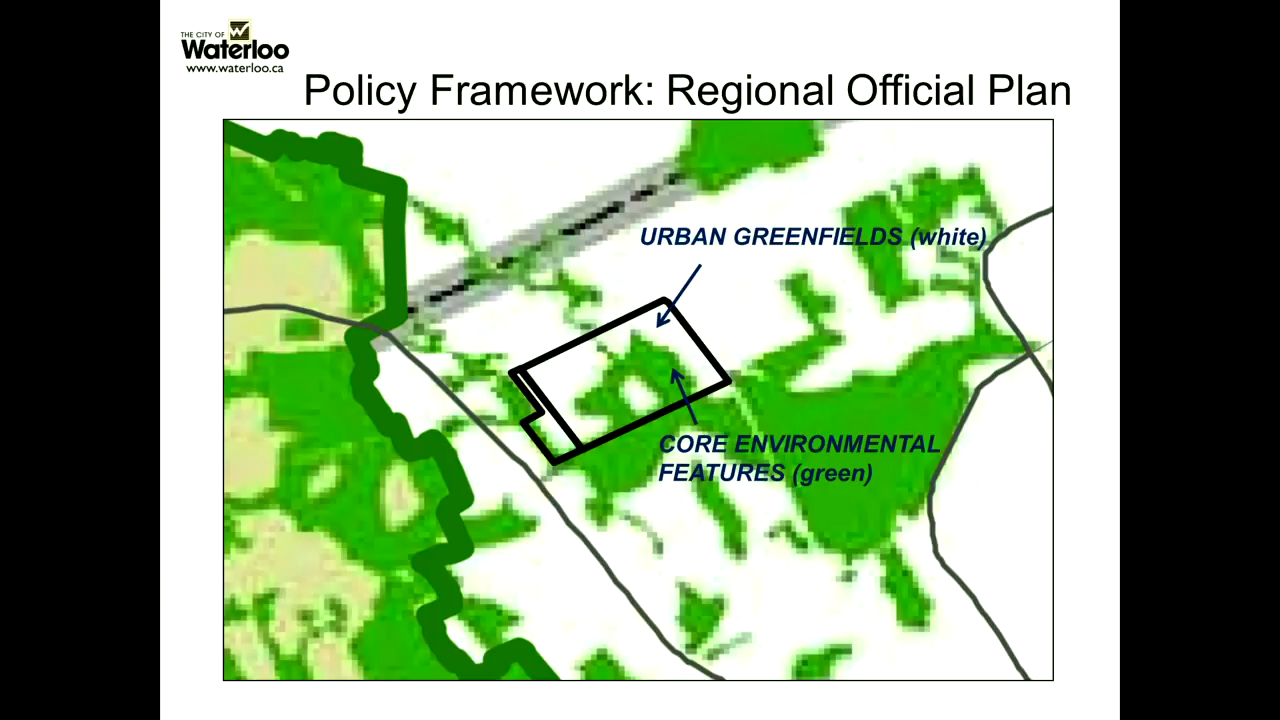 THE CITY OF
Waterloo
www.waterloo.ca
Policy Framework: Regional Official Plan
URBAN GREENFIELDS (white)
CORE ENVIRONMENTAL
FEATURES (green)